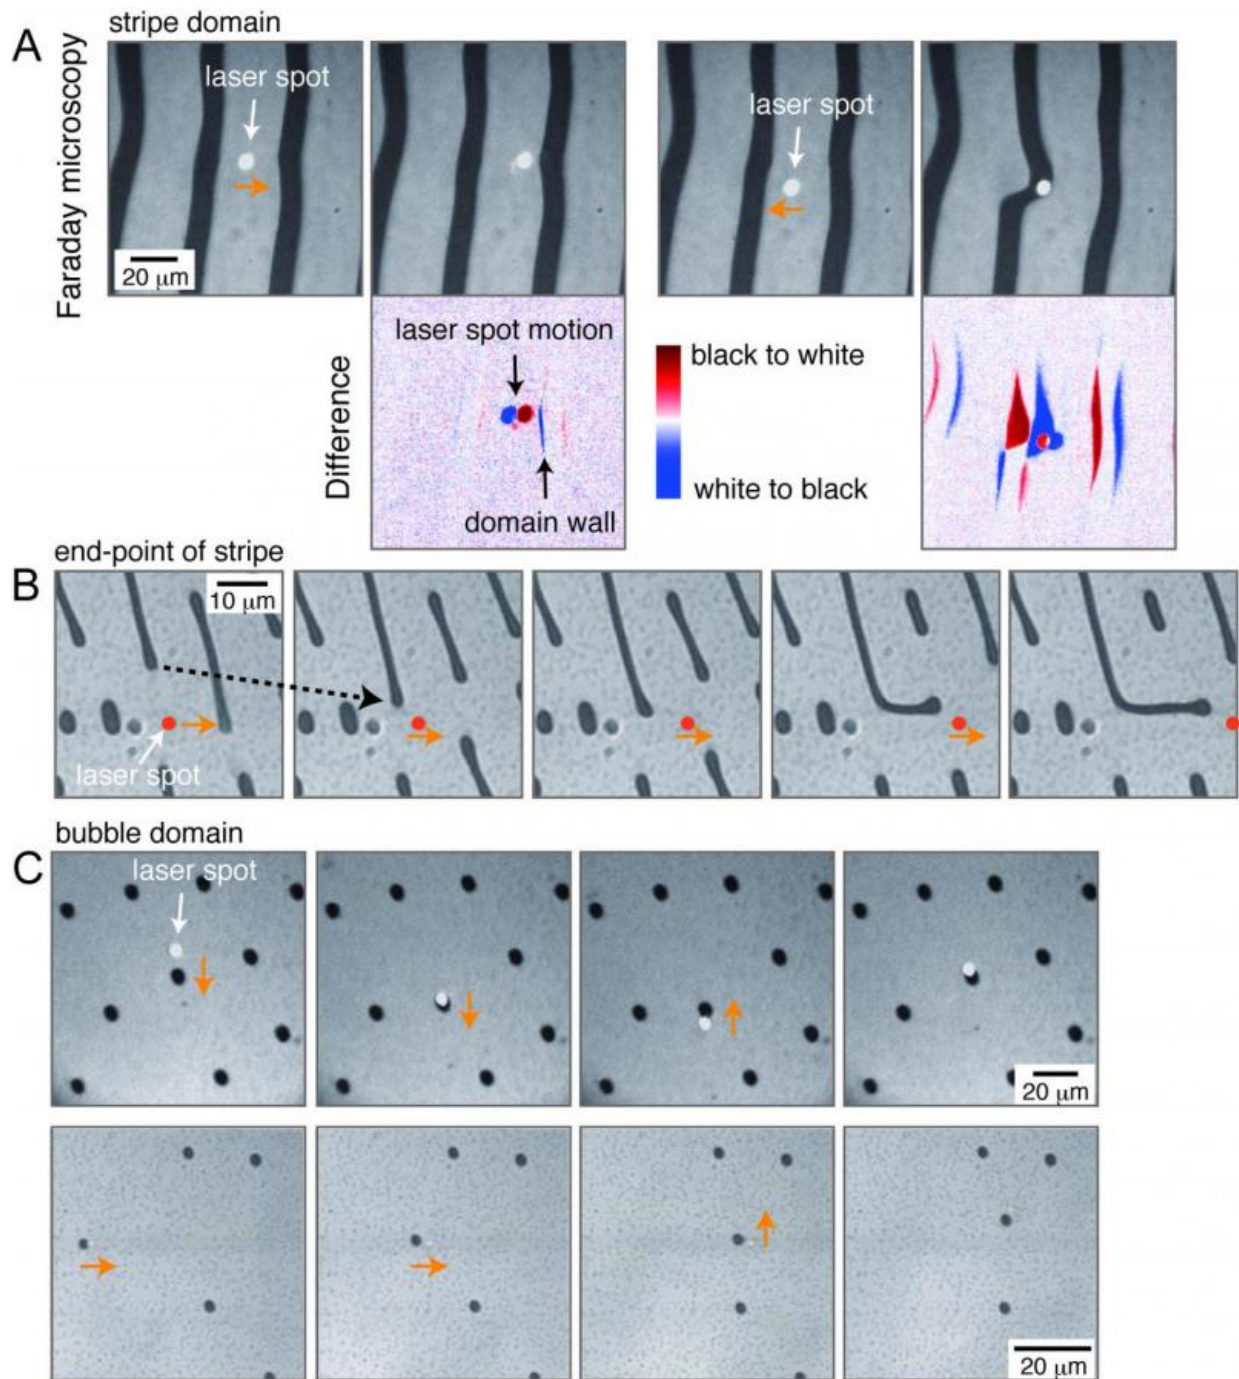 A
stripe domain
Faraday microscopy
laser spot
20 μm
laser spot
Difference
laser spot motion
domain wall
black to white
white to black
B
end-point of stripe
10 μm
laser spot
C
bubble domain
laser spot
20 μm
20 μm